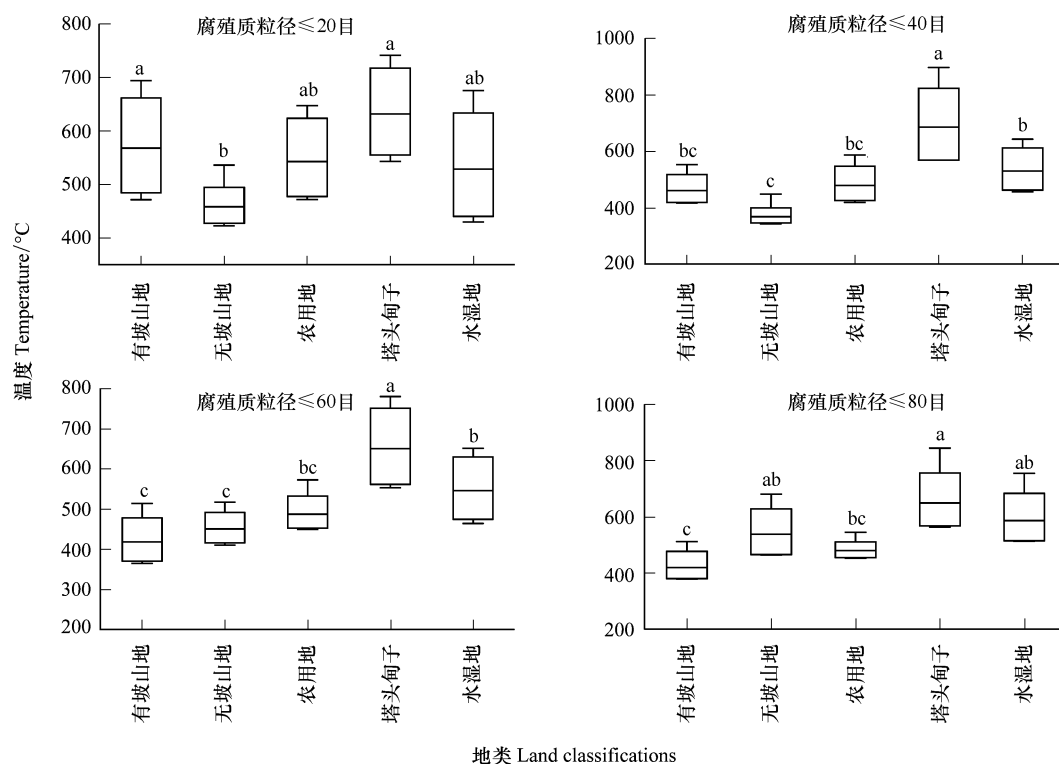 腐殖质粒径≤20目
800
700
600
500
400
a
b
ab
a
ab
有坡山地
无坡山地
农用地
塔头甸子
水湿地
腐殖质粒径≤40目
1000
800
600
400
200
bc
c
bc
a
b
有坡山地
无坡山地
农用地
塔头甸子
水湿地
温度 Temperature/°C
腐殖质粒径≤60目
800
700
600
500
400
300
200
c
c
bc
a
b
有坡山地
无坡山地
农用地
塔头甸子
水湿地
腐殖质粒径≤80目
1000
800
600
400
200
c
ab
bc
a
ab
有坡山地
无坡山地
农用地
塔头甸子
水湿地
地类 Land classifications